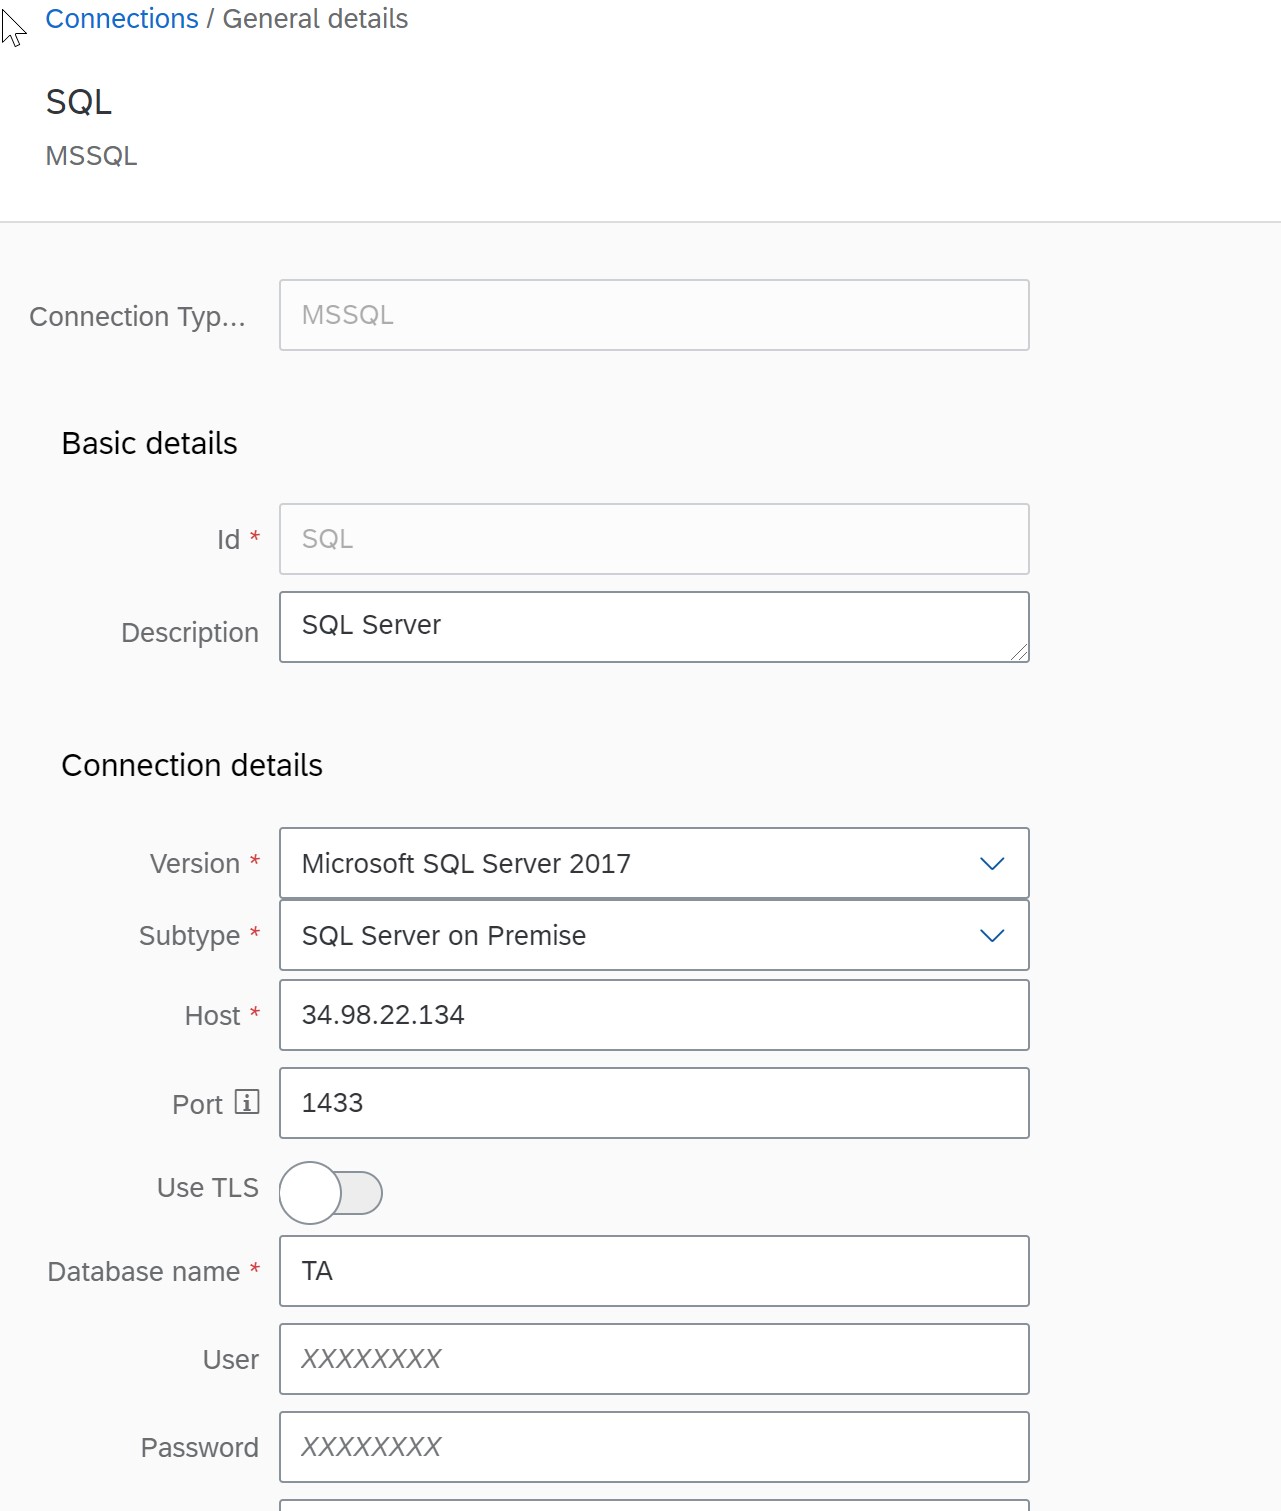 Connections / General details
SQL
MSSQL
Connection Typ... MSSQL
Basic details
Id * SQL
Description SQL Server
Connection details
Version * Microsoft SQL Server 2017
Subtype * SQL Server on Premise
Host * 34.98.22.134
Port i 1433
Use TLS
Database name * TA
User XXXXXXXX
Password XXXXXXXX